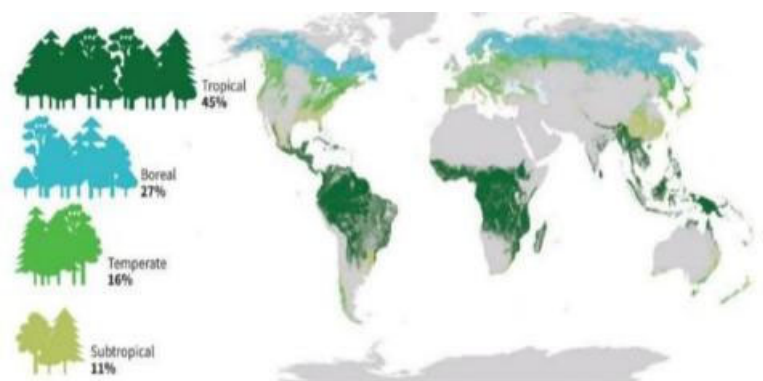 Tropical
45%
Boreal
27%
Temperate
16%
Subtropical
11%